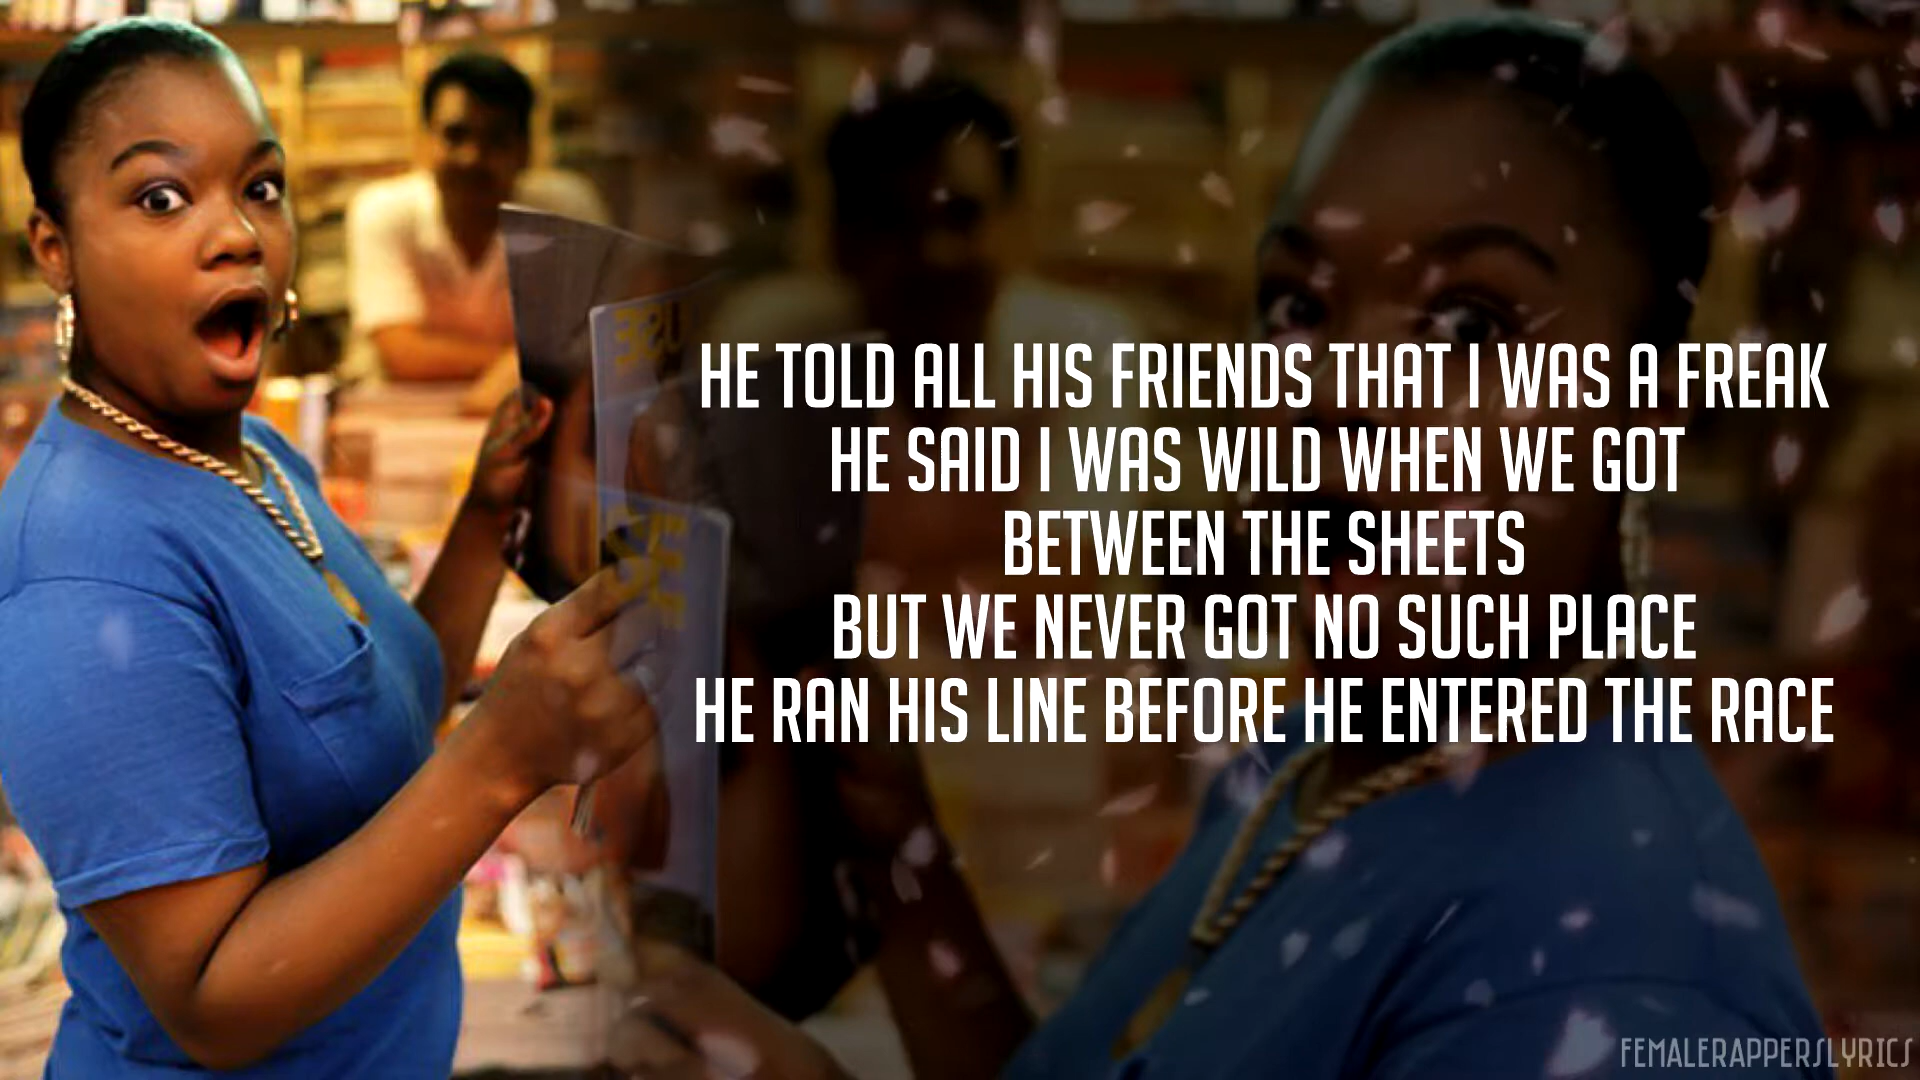 HE TOLD ALL HIS FRIENDS THAT I WAS A FREAK
HE SAID I WAS WILD WHEN WE GOT
BETWEEN THE SHEETS
BUT WE NEVER GOT NO SUCH PLACE
HE RAN HIS LINE BEFORE HE ENTERED THE RACE
FEMALERAPPERSLYRICS